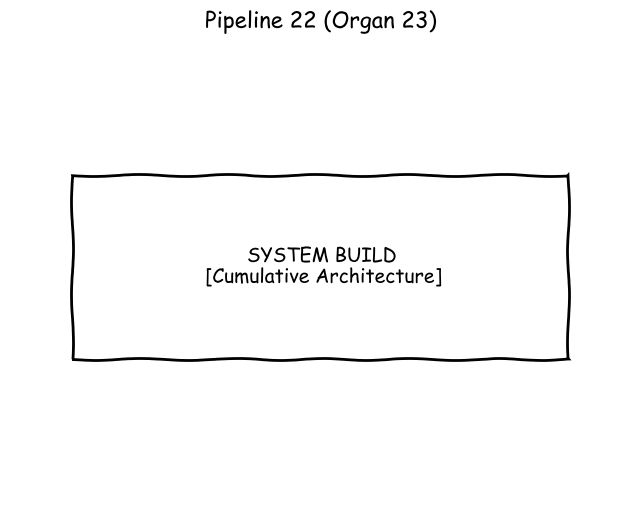 Pipeline 22 (Organ 23)
SYSTEM BUILD
[Cumulative Architecture]